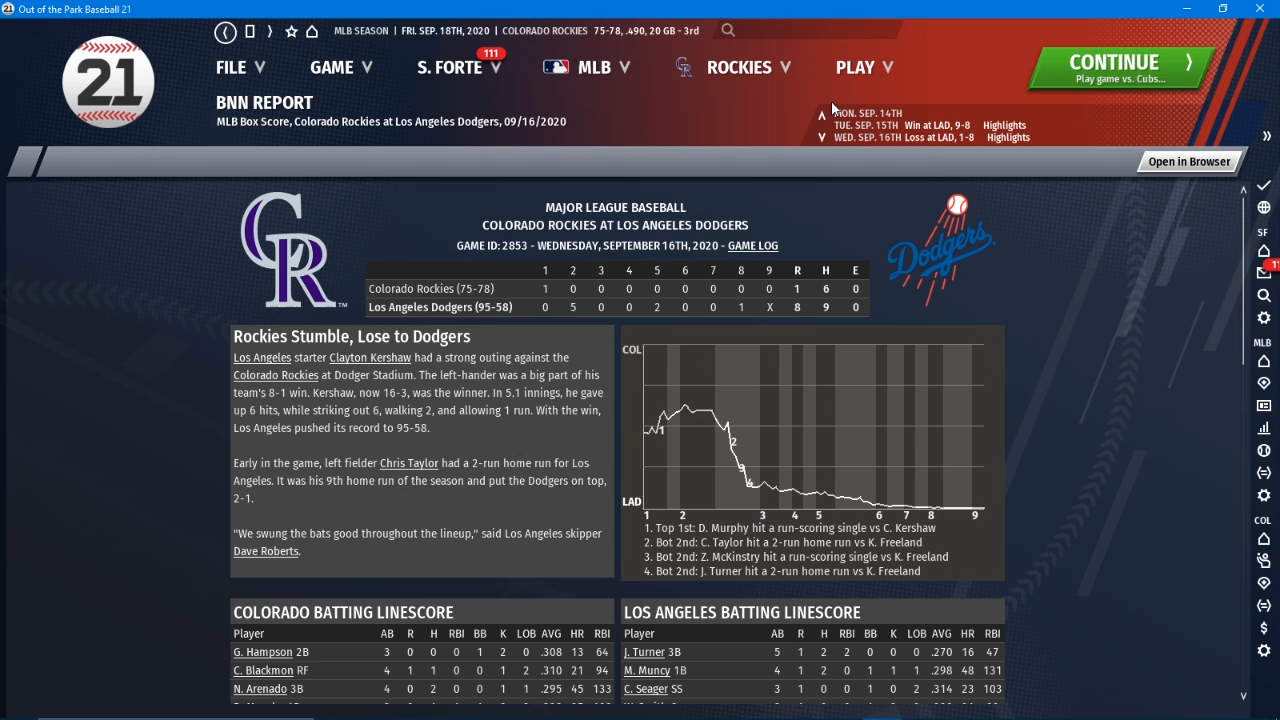 21 Out of the Park Baseball 21
MLB SEASON | FRI. SEP. 18TH, 2020 | COLORADO ROCKIES 75-78, .490, 20 GB - 3rd
21
FILE GAME S. FORTE 111 MLB ROCKIES PLAY
CONTINUE
Play game vs. Cubs...
BNN REPORT
MLB Box Score, Colorado Rockies at Los Angeles Dodgers, 09/16/2020
MON. SEP. 14TH
TUE. SEP. 15TH Win at LAD, 9-8 Highlights
WED. SEP. 16TH Loss at LAD, 1-8 Highlights
Open in Browser
CR
TM
MAJOR LEAGUE BASEBALL
COLORADO ROCKIES AT LOS ANGELES DODGERS
GAME ID: 2853 - WEDNESDAY, SEPTEMBER 16TH, 2020 - GAME LOG
Dodgers
1 2 3 4 5 6 7 8 9 R H E
Colorado Rockies (75-78) 1 0 0 0 0 0 0 0 0 1 6 0
Los Angeles Dodgers (95-58) 0 5 0 0 2 0 0 1 X 8 9 0
Rockies Stumble, Lose to Dodgers
Los Angeles starter Clayton Kershaw had a strong outing against the
Colorado Rockies at Dodger Stadium. The left-hander was a big part of his
team's 8-1 win. Kershaw, now 16-3, was the winner. In 5.1 innings, he gave
up 6 hits, while striking out 6, walking 2, and allowing 1 run. With the win,
Los Angeles pushed its record to 95-58.
Early in the game, left fielder Chris Taylor had a 2-run home run for Los
Angeles. It was his 9th home run of the season and put the Dodgers on top,
2-1.
"We swung the bats good throughout the lineup," said Los Angeles skipper
Dave Roberts.
COL
1
2
3
4
LAD
1 2 3 4 5 6 7 8 9
1. Top 1st: D. Murphy hit a run-scoring single vs C. Kershaw
2. Bot 2nd: C. Taylor hit a 2-run home run vs K. Freeland
3. Bot 2nd: Z. McKinstry hit a run-scoring single vs K. Freeland
4. Bot 2nd: J. Turner hit a 2-run home run vs K. Freeland
COLORADO BATTING LINESCORE
Player AB R H RBI BB K LOB AVG HR RBI
G. Hampson 2B 3 0 0 0 1 2 0 .308 13 64
C. Blackmon RF 4 1 1 0 0 1 2 .310 21 94
N. Arenado 3B 4 0 2 0 0 1 1 .295 45 133
LOS ANGELES BATTING LINESCORE
Player AB R H RBI BB K LOB AVG HR RBI
J. Turner 3B 5 1 2 2 0 0 0 .270 16 47
M. Muncy 1B 4 1 2 0 1 1 1 .298 48 131
C. Seager SS 3 1 0 0 1 0 2 .314 23 103
SF
11
MLB
COL